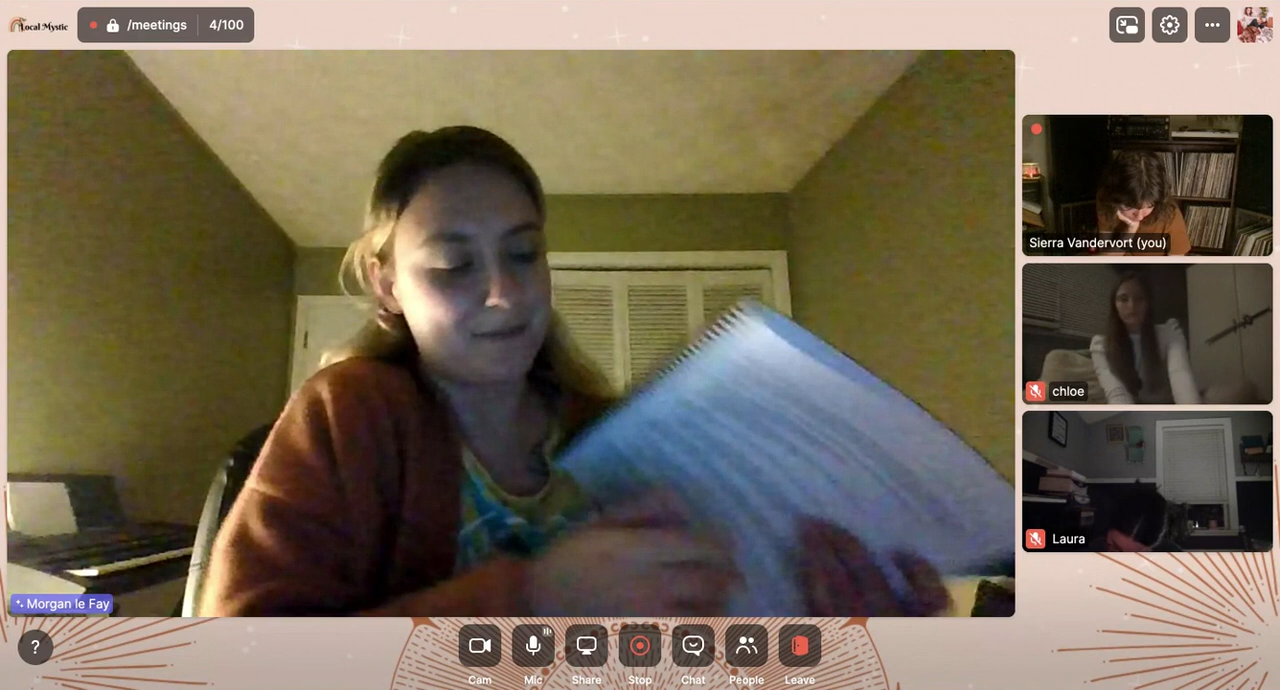 Local Mystic
/meetings
4/100
Sierra Vandervort (you)
chloe
Laura
Morgan le Fay
?
Cam
Mic
Share
Stop
Chat
People
Leave